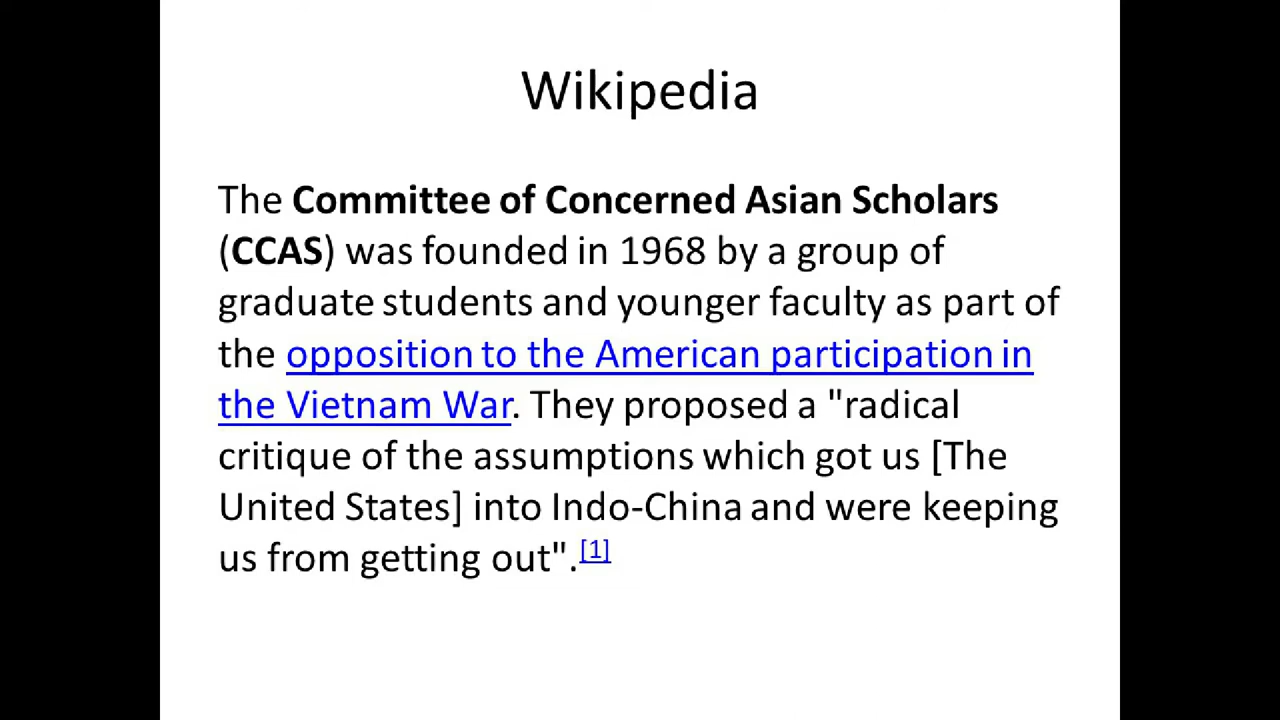 Wikipedia
The Committee of Concerned Asian Scholars
(CCAS) was founded in 1968 by a group of
graduate students and younger faculty as part of
the opposition to the American participation in
the Vietnam War. They proposed a "radical
critique of the assumptions which got us [The
United States] into Indo-China and were keeping
us from getting out".[1]